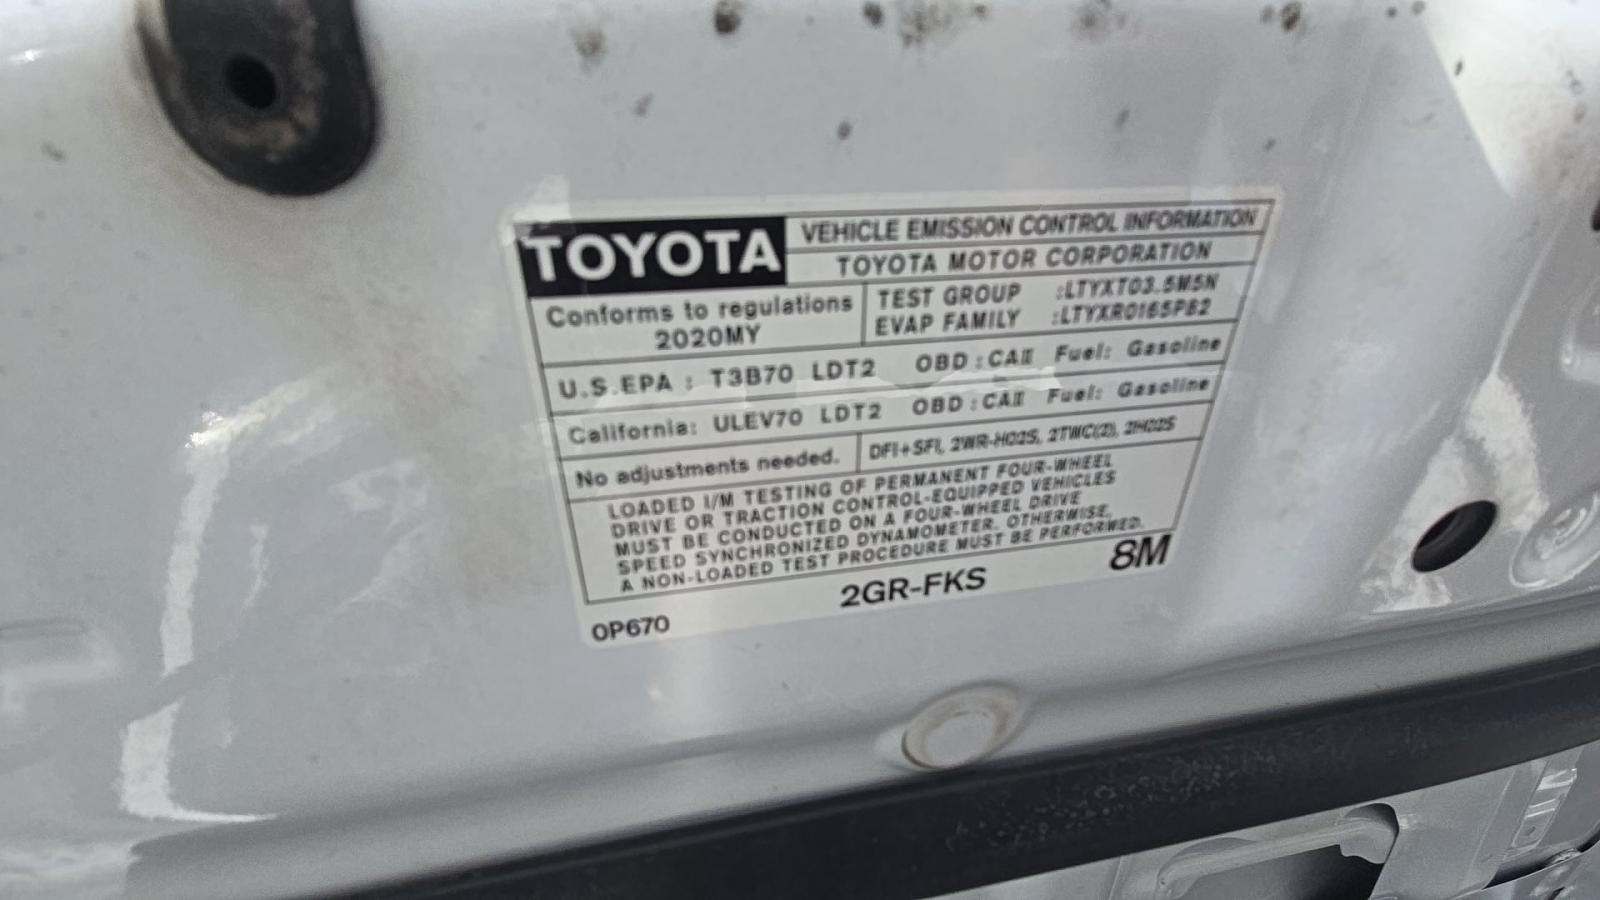 TOYOTA
VEHICLE EMISSION CONTROL INFORMATION
TOYOTA MOTOR CORPORATION
Conforms to regulations
2020MY
TEST GROUP :LTYXT03.5M5N
EVAP FAMILY :LTYXR0165P62
U.S.EPA : T3B70 LDT2 OBD : CAⅡ Fuel: Gasoline
California: ULEV70 LDT2 OBD : CAⅡ Fuel: Gasoline
No adjustments needed.
DFI+SFI, 2WR-HO2S, 2TWC(2), 2HO2S
LOADED I/M TESTING OF PERMANENT FOUR-WHEEL
DRIVE OR TRACTION CONTROL-EQUIPPED VEHICLES
MUST BE CONDUCTED ON A FOUR-WHEEL DRIVE
SPEED SYNCHRONIZED DYNAMOMETER. OTHERWISE,
A NON-LOADED TEST PROCEDURE MUST BE PERFORMED.
0P670
2GR-FKS
8M